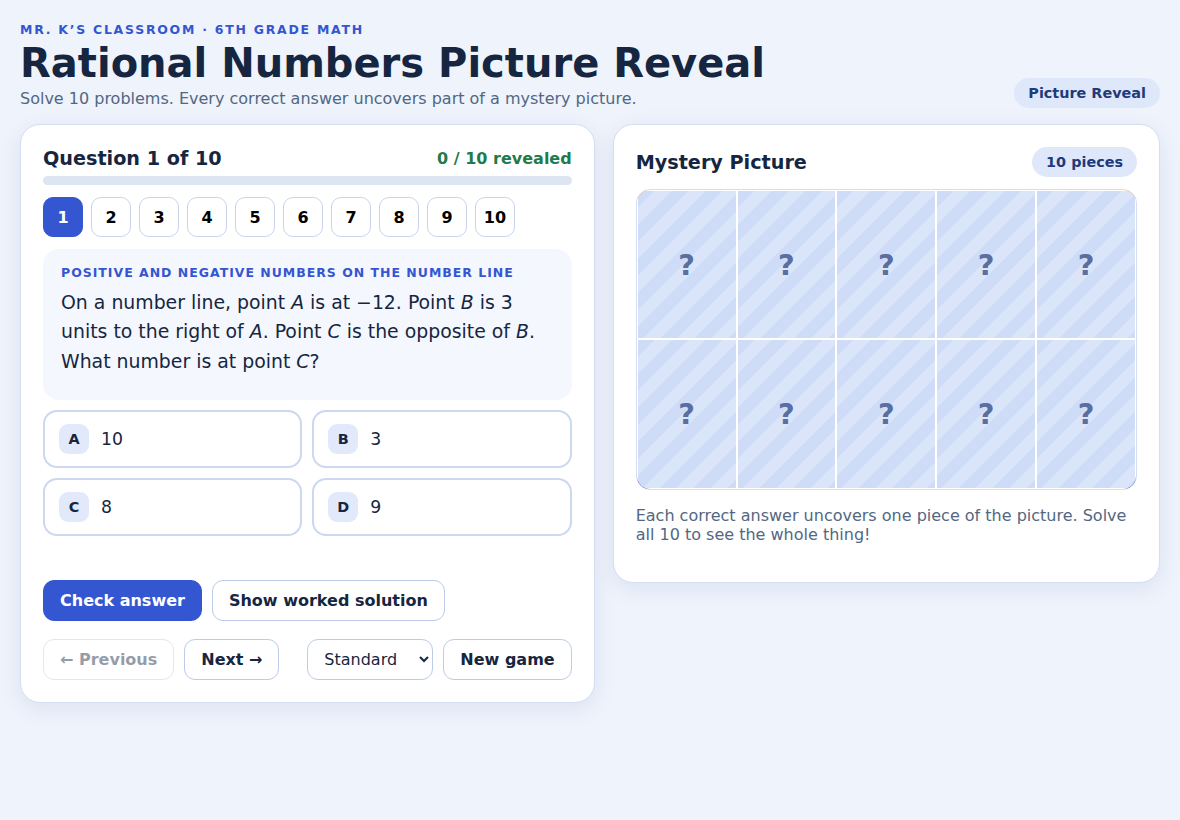 MR. K’S CLASSROOM · 6TH GRADE MATH
Rational Numbers Picture Reveal
Solve 10 problems. Every correct answer uncovers part of a mystery picture.
Picture Reveal
Question 1 of 10
0 / 10 revealed
1 2 3 4 5 6 7 8 9 10
POSITIVE AND NEGATIVE NUMBERS ON THE NUMBER LINE
On a number line, point A is at −12. Point B is 3
units to the right of A. Point C is the opposite of B.
What number is at point C?
A 10
B 3
C 8
D 9
Check answer
Show worked solution
← Previous
Next →
Standard
New game
Mystery Picture
10 pieces
? ? ? ? ?
? ? ? ? ?
Each correct answer uncovers one piece of the picture. Solve
all 10 to see the whole thing!